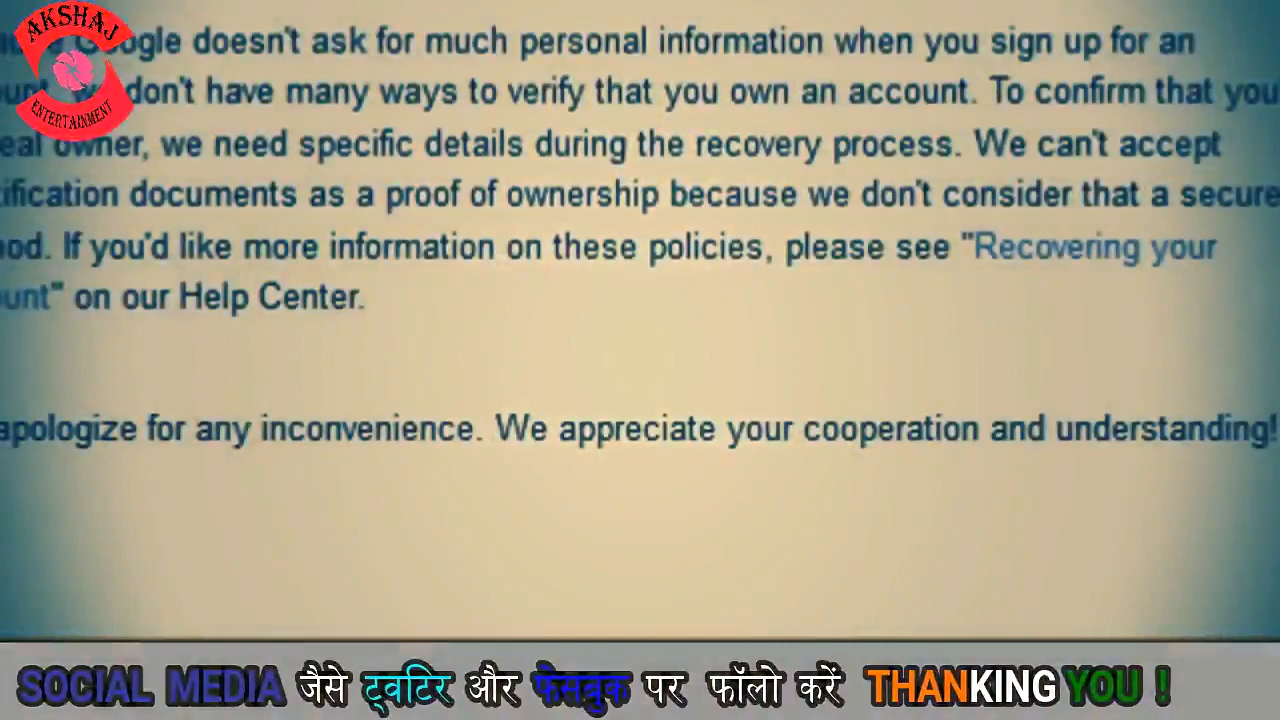 AKSHAJ
ENTERTAINMENT
Google doesn't ask for much personal information when you sign up for an
don't have many ways to verify that you own an account. To confirm that you
owner, we need specific details during the recovery process. We can't accept
documents as a proof of ownership because we don't consider that a secure
If you'd like more information on these policies, please see "Recovering your
on our Help Center.
apologize for any inconvenience. We appreciate your cooperation and understanding!
SOCIAL MEDIA जैसे ट्वटिर और फेसबुक पर फॉलो करें THANKING YOU !